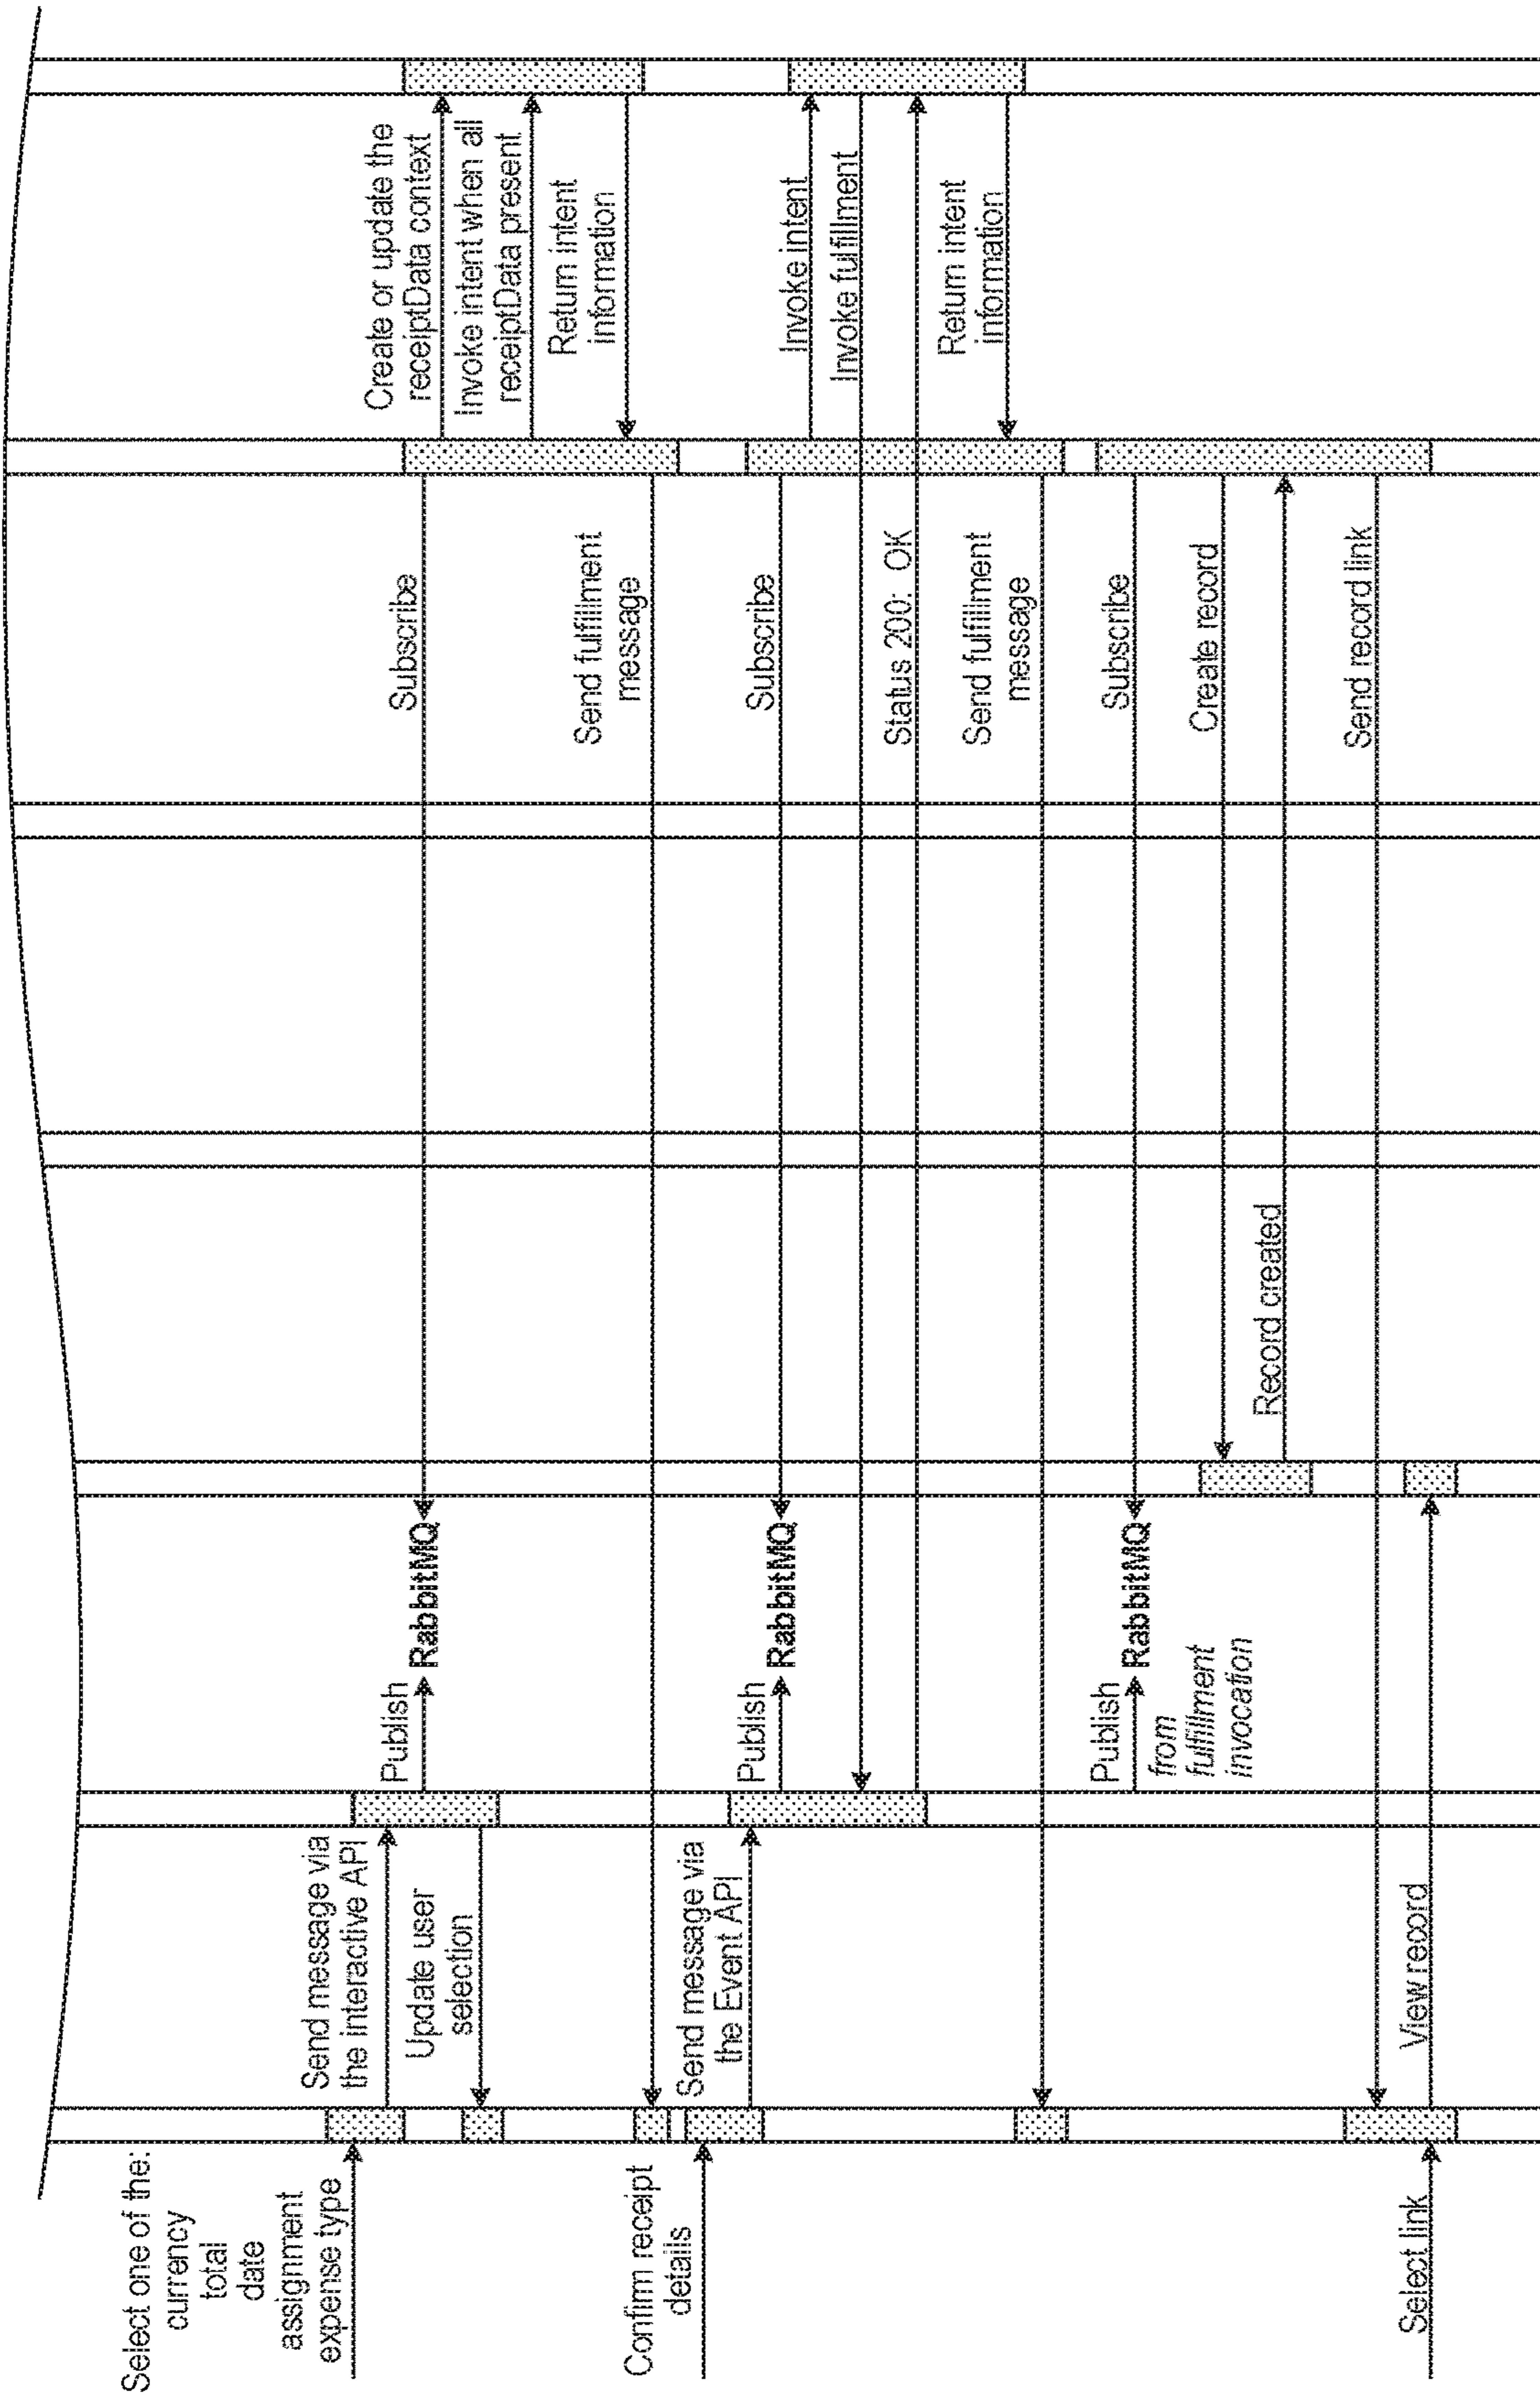 Select one of the:
currency
total
date
assignment
expense type
Send message via
the interactive API
Publish
RabbitMQ
Subscribe
Create or update the
receiptData context
Update user
selection
Invoke intent when all
receiptData present
Return intent
information
Send fulfillment
message
Confirm receipt
details
Send message via
the Event API
Publish
RabbitMQ
Subscribe
Invoke intent
Invoke fulfillment
Status 200: OK
Return intent
information
Send fulfillment
message
Publish
RabbitMQ
from
fulfillment
invocation
Subscribe
Create record
Record created
Send record link
Select link
View record